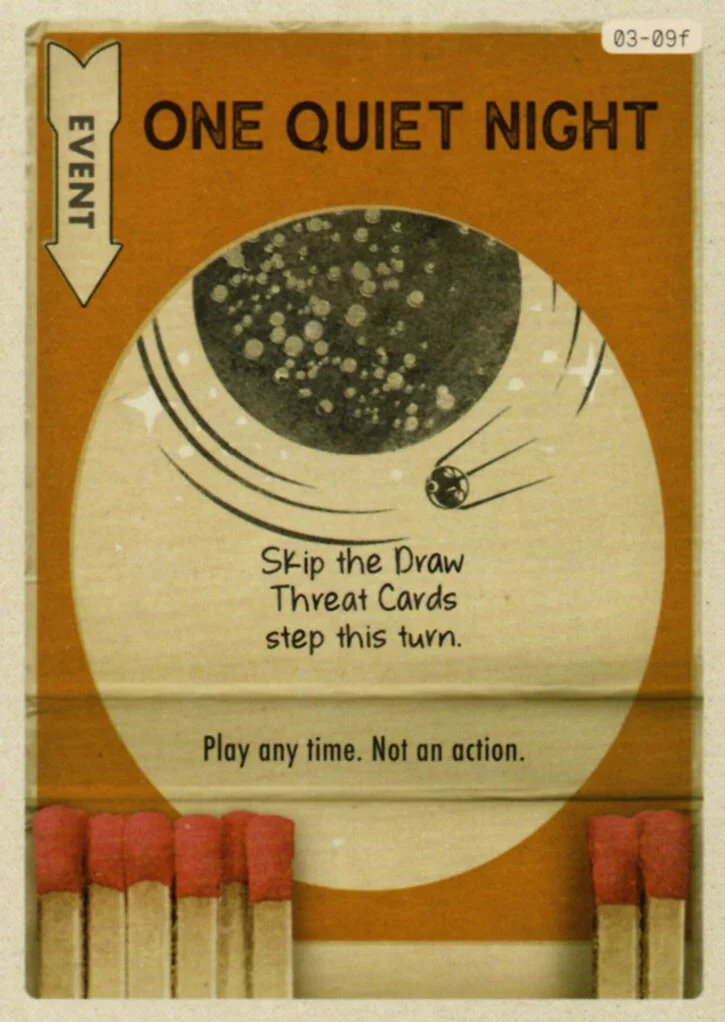 03-09f
EVENT
ONE QUIET NIGHT
Skip the Draw
Threat Cards
step this turn.
Play any time. Not an action.